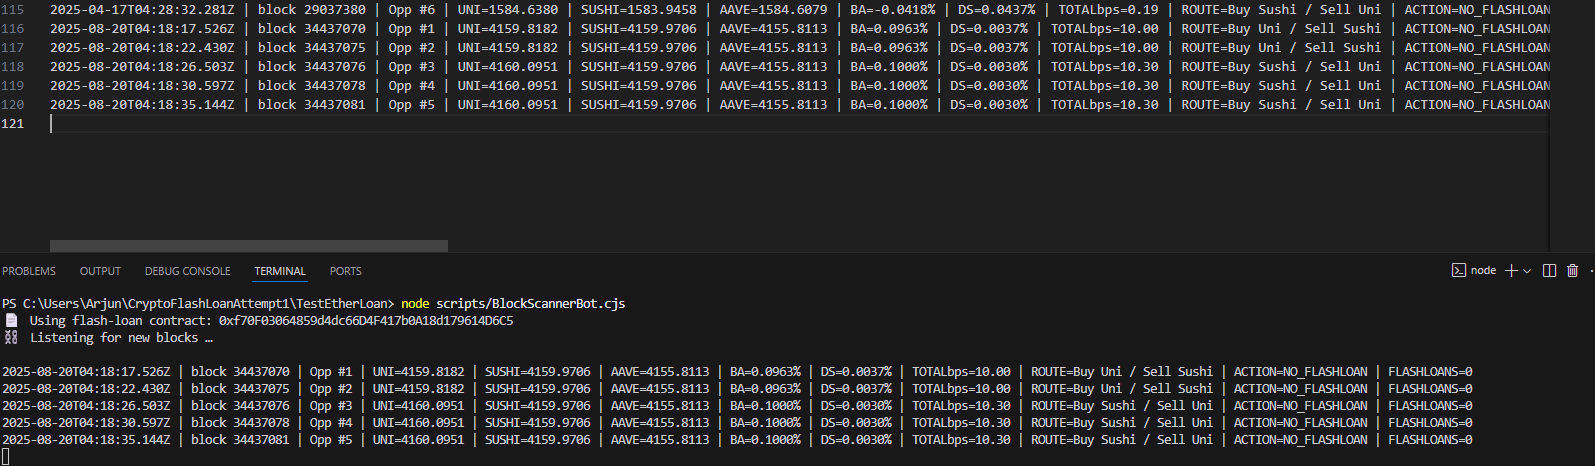 115 2025-04-17T04:28:32.281Z | block 29037380 | Opp #6 | UNI=1584.6380 | SUSHI=1583.9458 | AAVE=1584.6079 | BA=-0.0418% | DS=0.0437% | TOTALbps=0.19 | ROUTE=Buy Sushi / Sell Uni | ACTION=NO_FLASHLOAN
116 2025-08-20T04:18:17.526Z | block 34437070 | Opp #1 | UNI=4159.8182 | SUSHI=4159.9706 | AAVE=4155.8113 | BA=0.0963% | DS=0.0037% | TOTALbps=10.00 | ROUTE=Buy Uni / Sell Sushi | ACTION=NO_FLASHLOAN
117 2025-08-20T04:18:22.430Z | block 34437075 | Opp #2 | UNI=4159.8182 | SUSHI=4159.9706 | AAVE=4155.8113 | BA=0.0963% | DS=0.0037% | TOTALbps=10.00 | ROUTE=Buy Uni / Sell Sushi | ACTION=NO_FLASHLOAN
118 2025-08-20T04:18:26.503Z | block 34437076 | Opp #3 | UNI=4160.0951 | SUSHI=4159.9706 | AAVE=4155.8113 | BA=0.1000% | DS=0.0030% | TOTALbps=10.30 | ROUTE=Buy Sushi / Sell Uni | ACTION=NO_FLASHLOAN
119 2025-08-20T04:18:30.597Z | block 34437078 | Opp #4 | UNI=4160.0951 | SUSHI=4159.9706 | AAVE=4155.8113 | BA=0.1000% | DS=0.0030% | TOTALbps=10.30 | ROUTE=Buy Sushi / Sell Uni | ACTION=NO_FLASHLOAN
120 2025-08-20T04:18:35.144Z | block 34437081 | Opp #5 | UNI=4160.0951 | SUSHI=4159.9706 | AAVE=4155.8113 | BA=0.1000% | DS=0.0030% | TOTALbps=10.30 | ROUTE=Buy Sushi / Sell Uni | ACTION=NO_FLASHLOAN
121
PROBLEMS OUTPUT DEBUG CONSOLE TERMINAL PORTS node
PS C:\Users\Arjun\CryptoFlashLoanAttempt1\TestEtherLoan> node scripts/BlockScannerBot.cjs
Using flash-loan contract: 0xf70F03064859d4dc66D4F417b0A18d179614D6C5
Listening for new blocks …
2025-08-20T04:18:17.526Z | block 34437070 | Opp #1 | UNI=4159.8182 | SUSHI=4159.9706 | AAVE=4155.8113 | BA=0.0963% | DS=0.0037% | TOTALbps=10.00 | ROUTE=Buy Uni / Sell Sushi | ACTION=NO_FLASHLOAN | FLASHLOANS=0
2025-08-20T04:18:22.430Z | block 34437075 | Opp #2 | UNI=4159.8182 | SUSHI=4159.9706 | AAVE=4155.8113 | BA=0.0963% | DS=0.0037% | TOTALbps=10.00 | ROUTE=Buy Uni / Sell Sushi | ACTION=NO_FLASHLOAN | FLASHLOANS=0
2025-08-20T04:18:26.503Z | block 34437076 | Opp #3 | UNI=4160.0951 | SUSHI=4159.9706 | AAVE=4155.8113 | BA=0.1000% | DS=0.0030% | TOTALbps=10.30 | ROUTE=Buy Sushi / Sell Uni | ACTION=NO_FLASHLOAN | FLASHLOANS=0
2025-08-20T04:18:30.597Z | block 34437078 | Opp #4 | UNI=4160.0951 | SUSHI=4159.9706 | AAVE=4155.8113 | BA=0.1000% | DS=0.0030% | TOTALbps=10.30 | ROUTE=Buy Sushi / Sell Uni | ACTION=NO_FLASHLOAN | FLASHLOANS=0
2025-08-20T04:18:35.144Z | block 34437081 | Opp #5 | UNI=4160.0951 | SUSHI=4159.9706 | AAVE=4155.8113 | BA=0.1000% | DS=0.0030% | TOTALbps=10.30 | ROUTE=Buy Sushi / Sell Uni | ACTION=NO_FLASHLOAN | FLASHLOANS=0